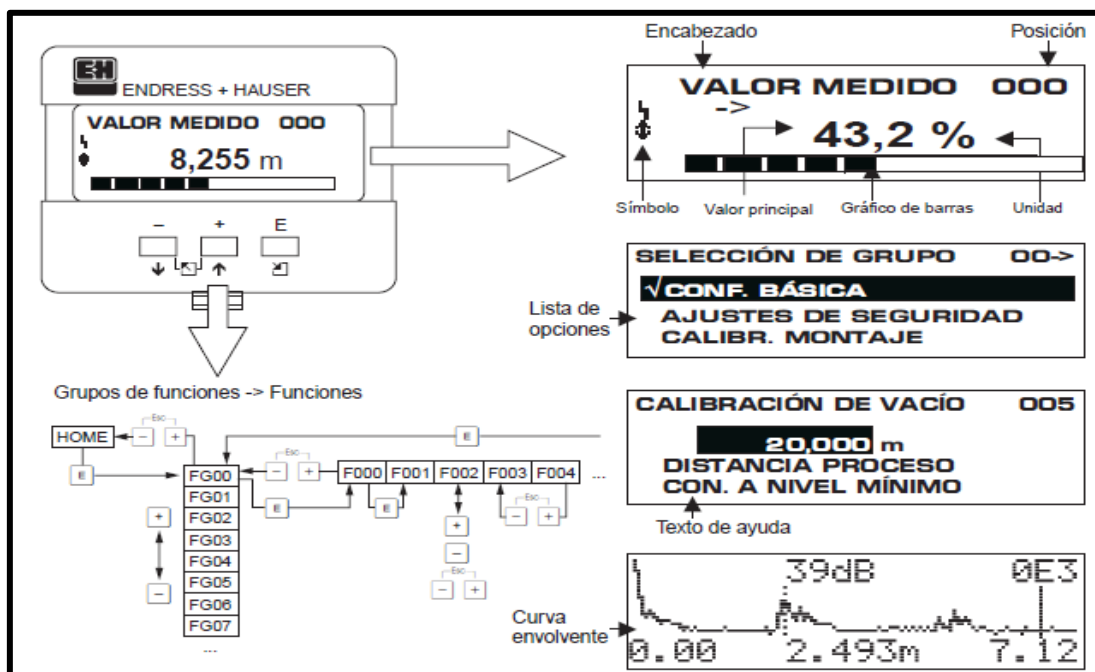 E+H
ENDRESS + HAUSER
VALOR MEDIDO 000
8,255 m
– + E
Encabezado Posición
VALOR MEDIDO 000
->
43,2 %
Símbolo Valor principal Gráfico de barras Unidad
SELECCIÓN DE GRUPO 00->
√ CONF. BÁSICA
AJUSTES DE SEGURIDAD
CALIBR. MONTAJE
Lista de
opciones
CALIBRACIÓN DE VACÍO 005
20,000 m
DISTANCIA PROCESO
CON. A NIVEL MÍNIMO
Texto de ayuda
39dB 0E3
Curva
envolvente
0.00 2.493m 7.12
Grupos de funciones -> Funciones
Esc
HOME – +
E
E
Esc
– +
F000 F001 F002 F003 F004 ...
FG00
FG01
FG02
FG03
FG04
FG05
FG06
FG07
...
E
E
+
–
+
–
Esc
– +
Esc
– +